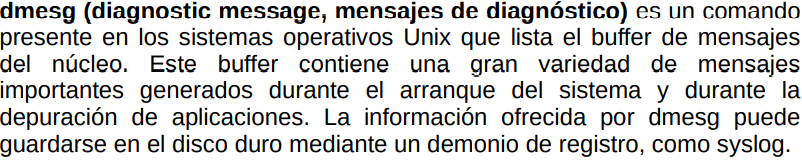 dmesg (diagnostic message, mensajes de diagnóstico) es un comando
presente en los sistemas operativos Unix que lista el buffer de mensajes
del núcleo. Este buffer contiene una gran variedad de mensajes
importantes generados durante el arranque del sistema y durante la
depuración de aplicaciones. La información ofrecida por dmesg puede
guardarse en el disco duro mediante un demonio de registro, como syslog.